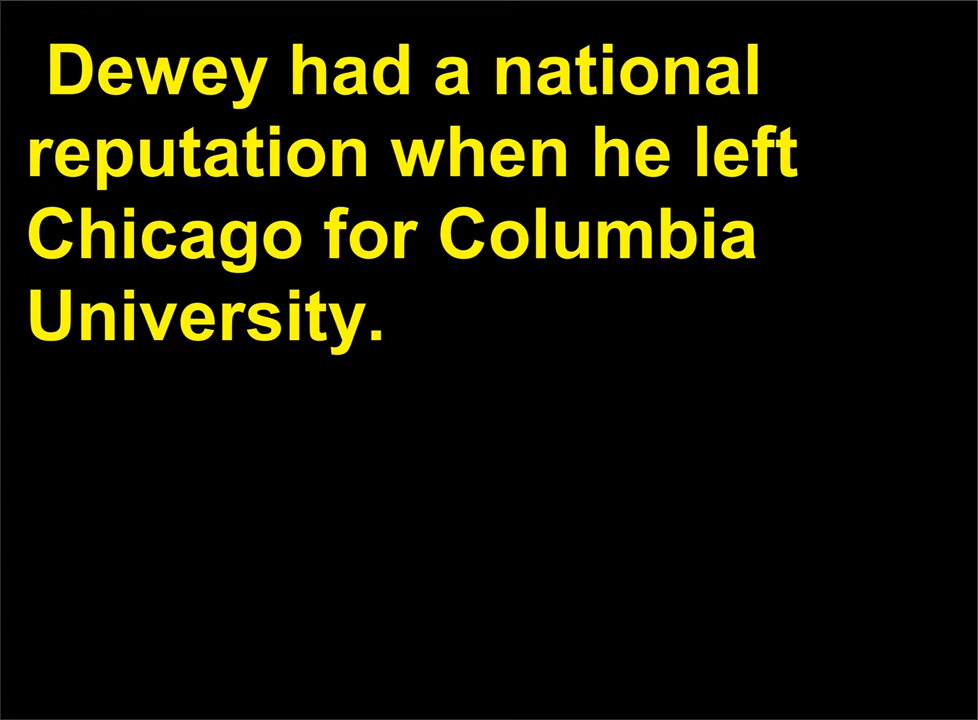 Dewey had a national
reputation when he left
Chicago for Columbia
University.